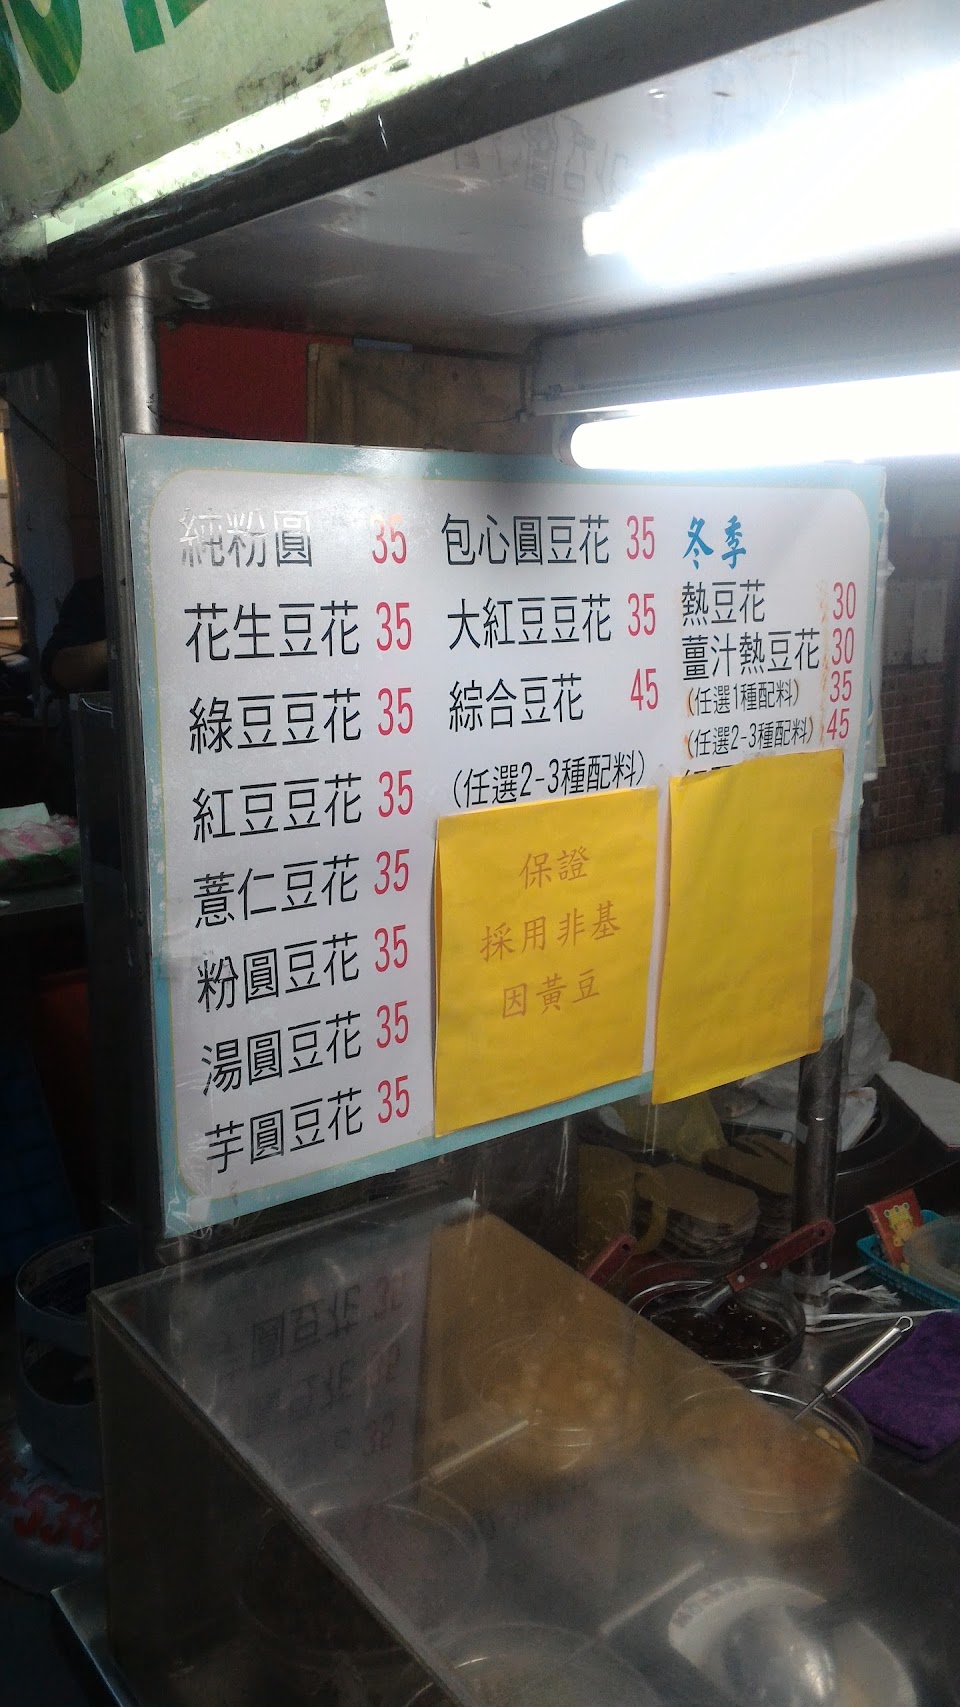 純粉圓 35
花生豆花 35
綠豆豆花 35
紅豆豆花 35
薏仁豆花 35
粉圓豆花 35
湯圓豆花 35
芋圓豆花 35
包心圓豆花 35
大紅豆豆花 35
綜合豆花 45
(任選2-3種配料)
保證
採用非基
因黃豆
冬季
熱豆花 30
薑汁熱豆花 30
(任選1種配料) 35
(任選2-3種配料) 45